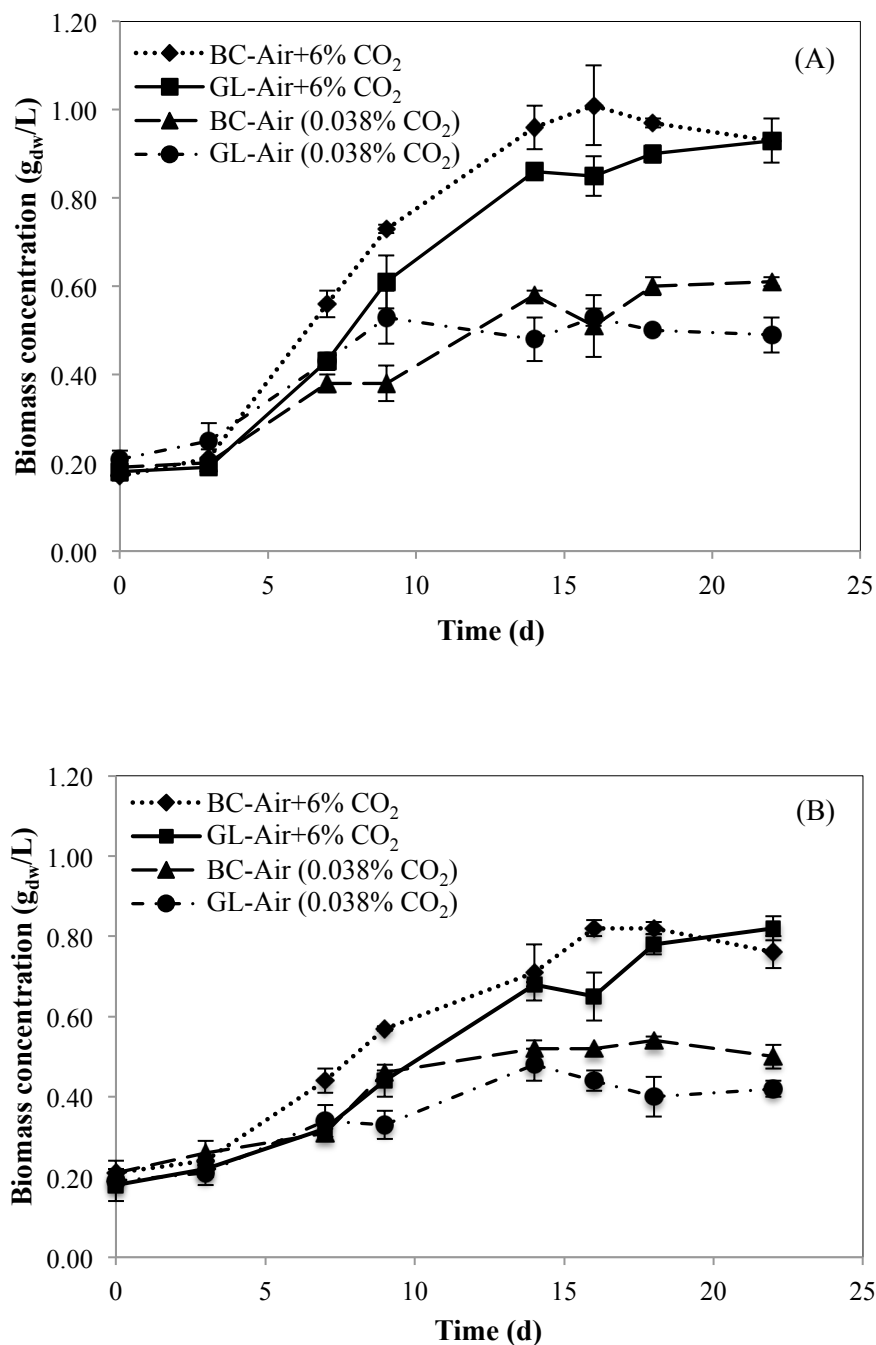 1.20
1.00
0.80
0.60
0.40
0.20
0.00
Biomass concentration (g_dw/L)
BC-Air+6% CO₂
GL-Air+6% CO₂
BC-Air (0.038% CO₂)
GL-Air (0.038% CO₂)
(A)
0 5 10 15 20 25
Time (d)
1.20
1.00
0.80
0.60
0.40
0.20
0.00
Biomass concentration (g_dw/L)
BC-Air+6% CO₂
GL-Air+6% CO₂
BC-Air (0.038% CO₂)
GL-Air (0.038% CO₂)
(B)
0 5 10 15 20 25
Time (d)